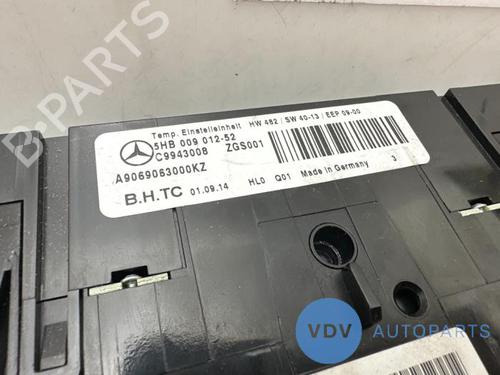 Temp. Einstelleinheit HW 482 / SW 40-13 / EEP 09-00
5HB 009 012-52
C9943008 ZGS001
A9069063000KZ
B.H.TC 01.09.14 HL0 Q01 Made in Germany 3
VDV AUTOPARTS